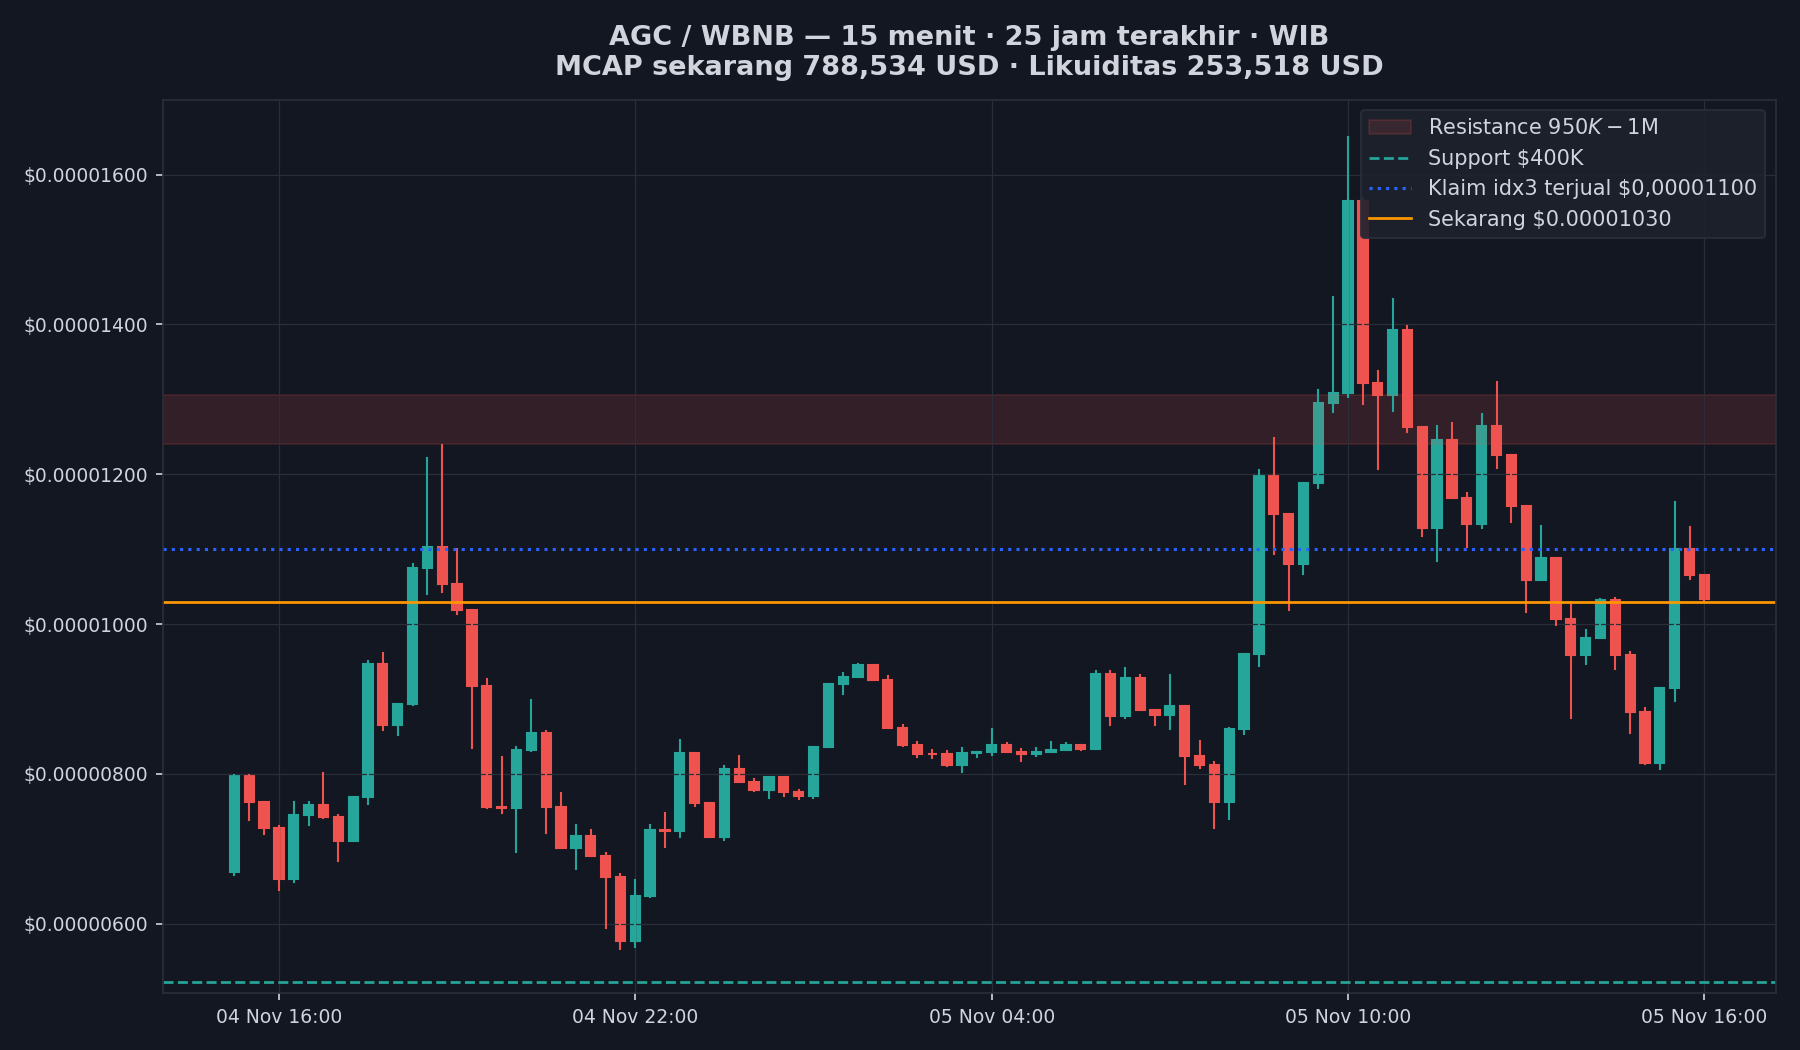 AGC / WBNB — 15 menit · 25 jam terakhir · WIB
MCAP sekarang 788,534 USD · Likuiditas 253,518 USD
Resistance 950K − 1M
Support $400K
Klaim idx3 terjual $0,00001100
Sekarang $0.00001030
$0.00001600
$0.00001400
$0.00001200
$0.00001000
$0.00000800
$0.00000600
04 Nov 16:00
04 Nov 22:00
05 Nov 04:00
05 Nov 10:00
05 Nov 16:00